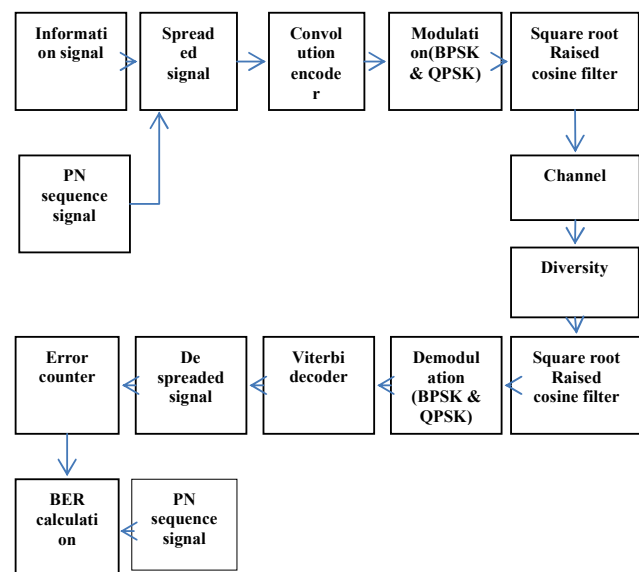 Informati
on signal
Spread
ed
signal
Convol
ution
encode
r
Modulati
on(BPSK
& QPSK)
Square root
Raised
cosine filter
PN
sequence
signal
Channel
Diversity
Error
counter
De
spreaded
signal
Viterbi
decoder
Demodul
ation
(BPSK &
QPSK)
Square root
Raised
cosine filter
BER
calculati
on
PN
sequence
signal